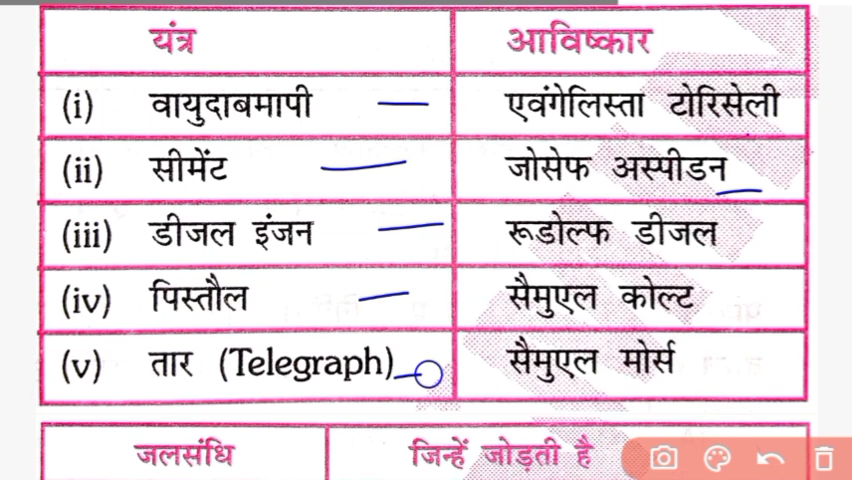 यंत्र आविष्कार
(i) वायुदाबमापी एवंगेलिस्ता टोरिसेली
(ii) सीमेंट जोसेफ अस्पीडन
(iii) डीजल इंजन रूडोल्फ डीजल
(iv) पिस्तौल सैमुएल कोल्ट
(v) तार (Telegraph) सैमुएल मोर्स
जलसंधि जिन्हें जोड़ती है